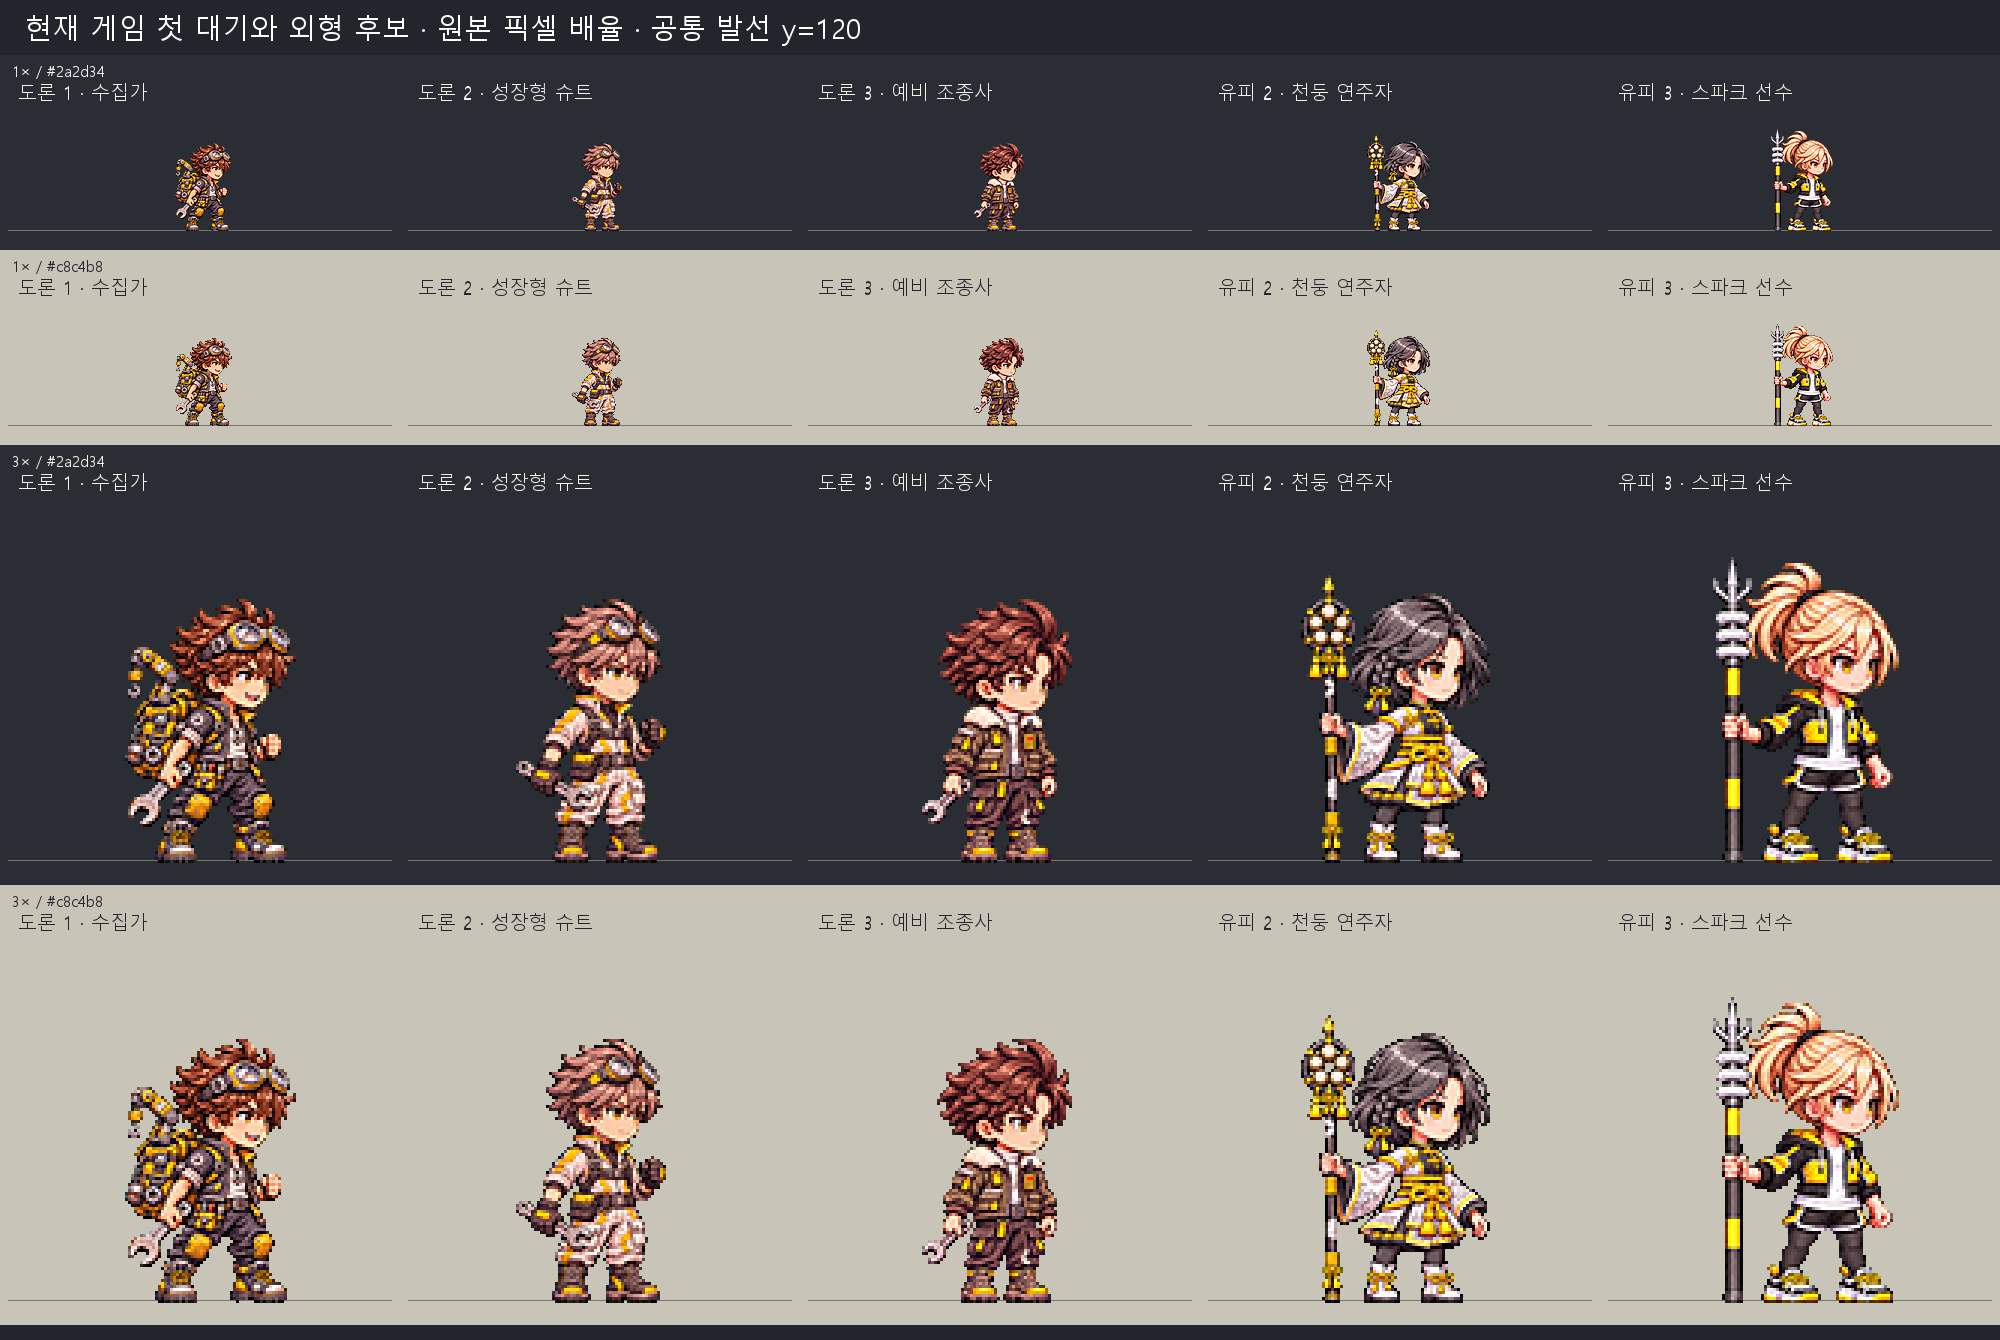 현재 게임 첫 대기와 외형 후보 · 원본 픽셀 배율 · 공통 발선 y=120
1× / #2a2d34
도론 1 · 수집가
도론 2 · 성장형 슈트
도론 3 · 예비 조종사
유피 2 · 천둥 연주자
유피 3 · 스파크 선수
1× / #c8c4b8
도론 1 · 수집가
도론 2 · 성장형 슈트
도론 3 · 예비 조종사
유피 2 · 천둥 연주자
유피 3 · 스파크 선수
3× / #2a2d34
도론 1 · 수집가
도론 2 · 성장형 슈트
도론 3 · 예비 조종사
유피 2 · 천둥 연주자
유피 3 · 스파크 선수
3× / #c8c4b8
도론 1 · 수집가
도론 2 · 성장형 슈트
도론 3 · 예비 조종사
유피 2 · 천둥 연주자
유피 3 · 스파크 선수